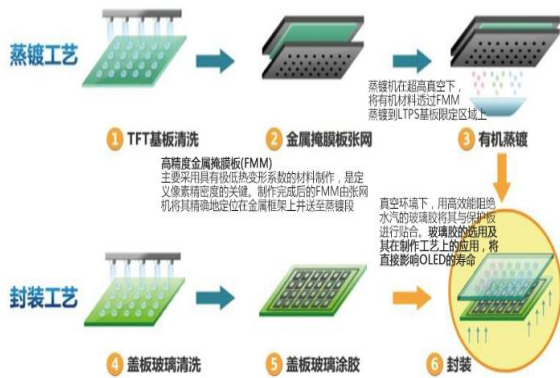 蒸镀工艺
蒸镀机在超高真空下，
将有机材料透过FMM
蒸镀到LTPS基板限定区域上
1 TFT基板清洗
2 金属掩膜板张网
3 有机蒸镀
高精度金属掩膜板(FMM)
主要采用具有极低热变形系数的材料制作，是定
义像素精密度的关键。制作完成后的FMM由张网
机将其精确地定位在金属框架上并送至蒸镀段
真空环境下，用高效能阻绝
水汽的玻璃胶将其与保护板
进行贴合。玻璃胶的选用及
其在制作工艺上的应用，将
直接影响OLED的寿命
封装工艺
4 盖板玻璃清洗
5 盖板玻璃涂胶
6 封装